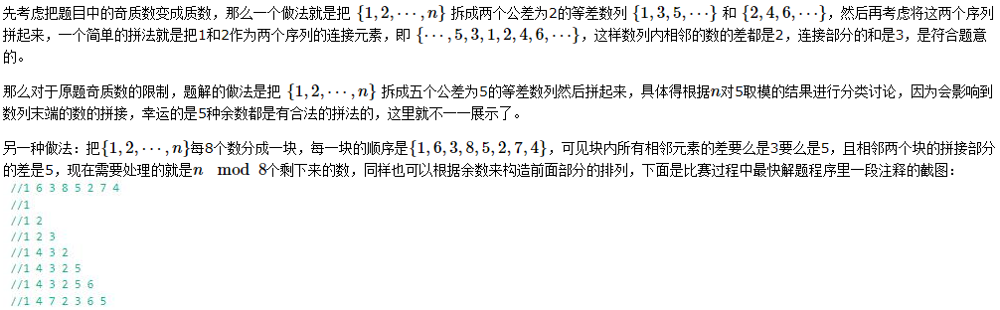 先考虑把题目中的奇质数变成质数，那么一个做法就是把 {1, 2, ⋯, n} 拆成两个公差为2的等差数列 {1, 3, 5, ⋯} 和 {2, 4, 6, ⋯}，然后再考虑将这两个序列
拼起来，一个简单的拼法就是把1和2作为两个序列的连接元素，即 {⋯, 5, 3, 1, 2, 4, 6, ⋯}，这样数列内相邻的数的差都是2，连接部分的和是3，是符合题意
的。
那么对于原题奇质数的限制，题解的做法是把 {1, 2, ⋯, n} 拆成五个公差为5的等差数列然后拼起来，具体得根据n对5取模的结果进行分类讨论，因为会影响到
数列末端的数的拼接，幸运的是5种余数都是有合法的拼法的，这里就不一一展示了。
另一种做法：把{1, 2, ⋯, n}每8个数分成一块，每一块的顺序是{1, 6, 3, 8, 5, 2, 7, 4}，可见块内所有相邻元素的差要么是3要么是5，且相邻两个块的拼接部分
的差是5，现在需要处理的就是n mod 8个剩下来的数，同样也可以根据余数来构造前面部分的排列，下面是比赛过程中最快解题程序里一段注释的截图：
//1 6 3 8 5 2 7 4
//1
//1 2
//1 2 3
//1 4 3 2
//1 4 3 2 5
//1 4 3 2 5 6
//1 4 7 2 3 6 5